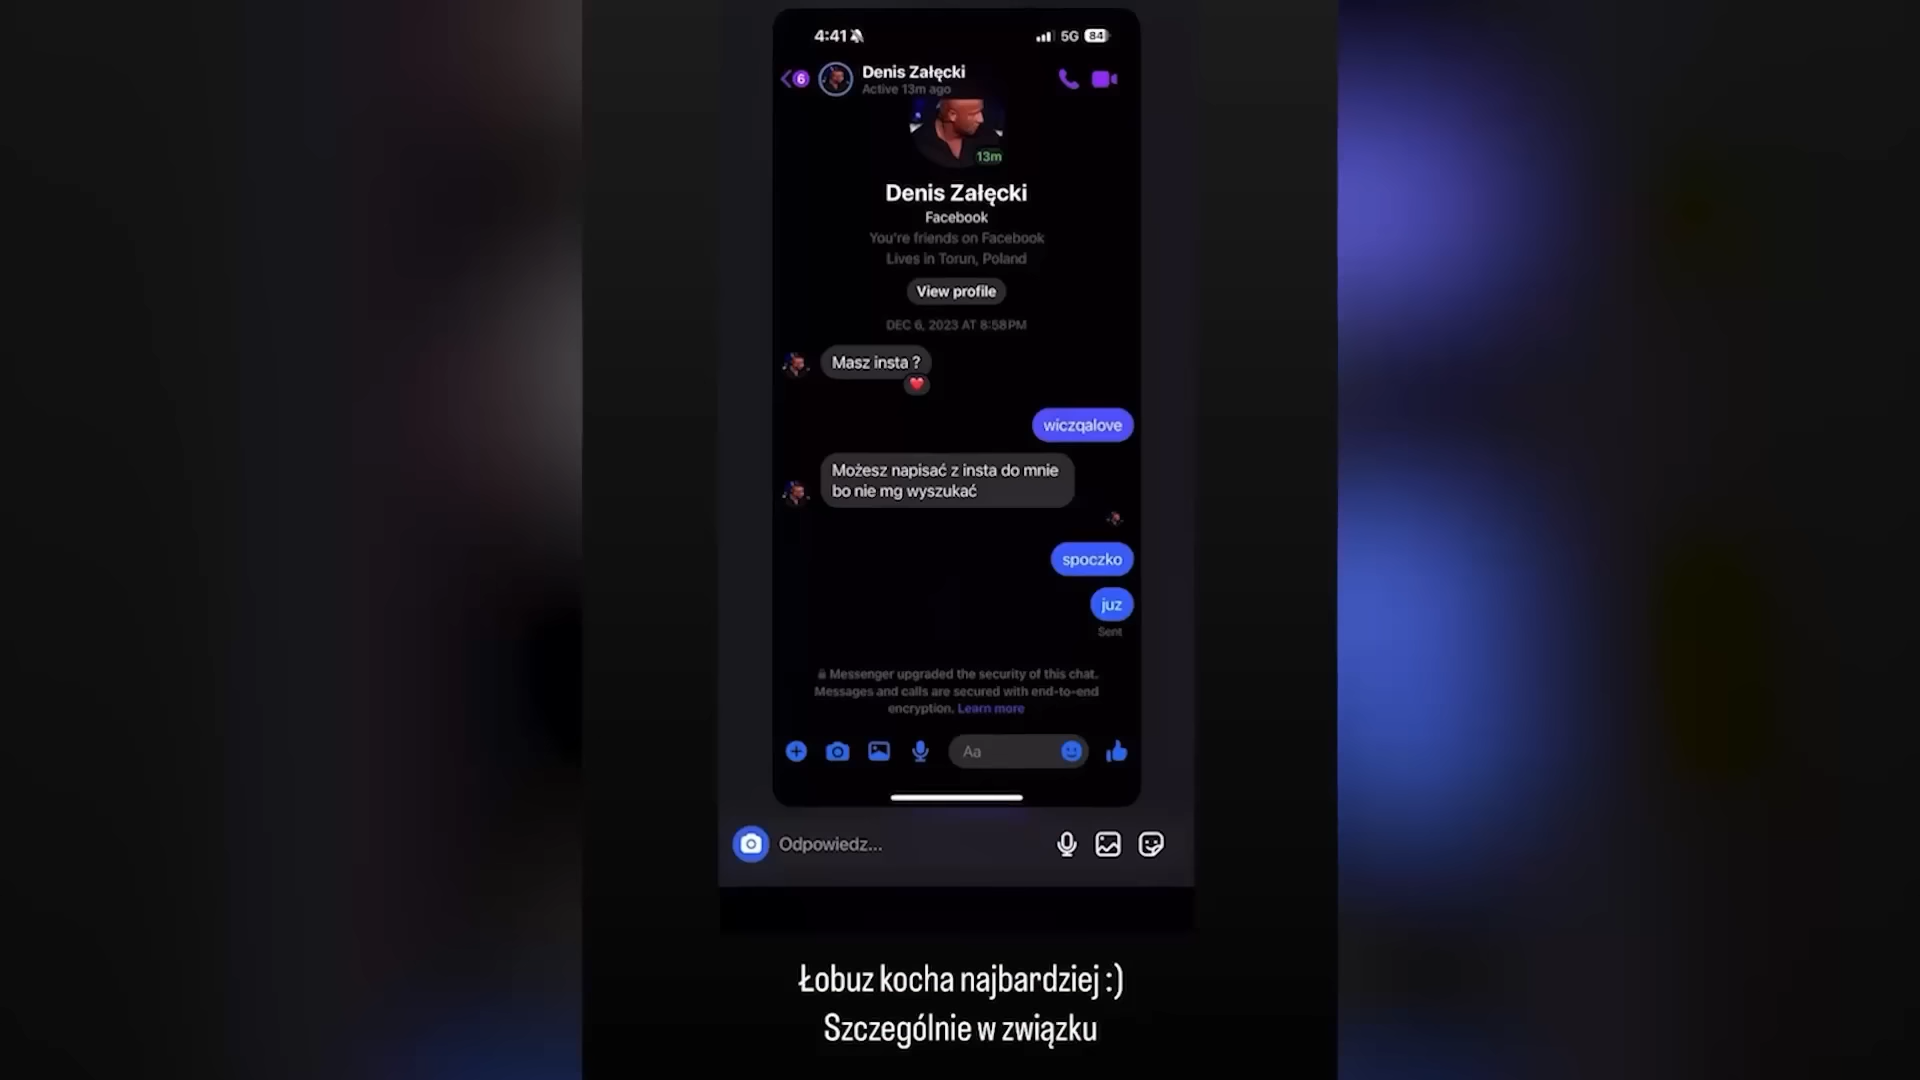 4:41
5G 84
6
Denis Załęcki
Active 13m ago
13m
Denis Załęcki
Facebook
You're friends on Facebook
Lives in Torun, Poland
View profile
DEC 6, 2023 AT 8:58 PM
Masz insta ?
wiczqalove
Możesz napisać z insta do mnie
bo nie mg wyszukać
spoczko
juz
Sent
Messenger upgraded the security of this chat.
Messages and calls are secured with end-to-end
encryption. Learn more
Aa
Odpowiedz...
Łobuz kocha najbardziej :)
Szczególnie w związku